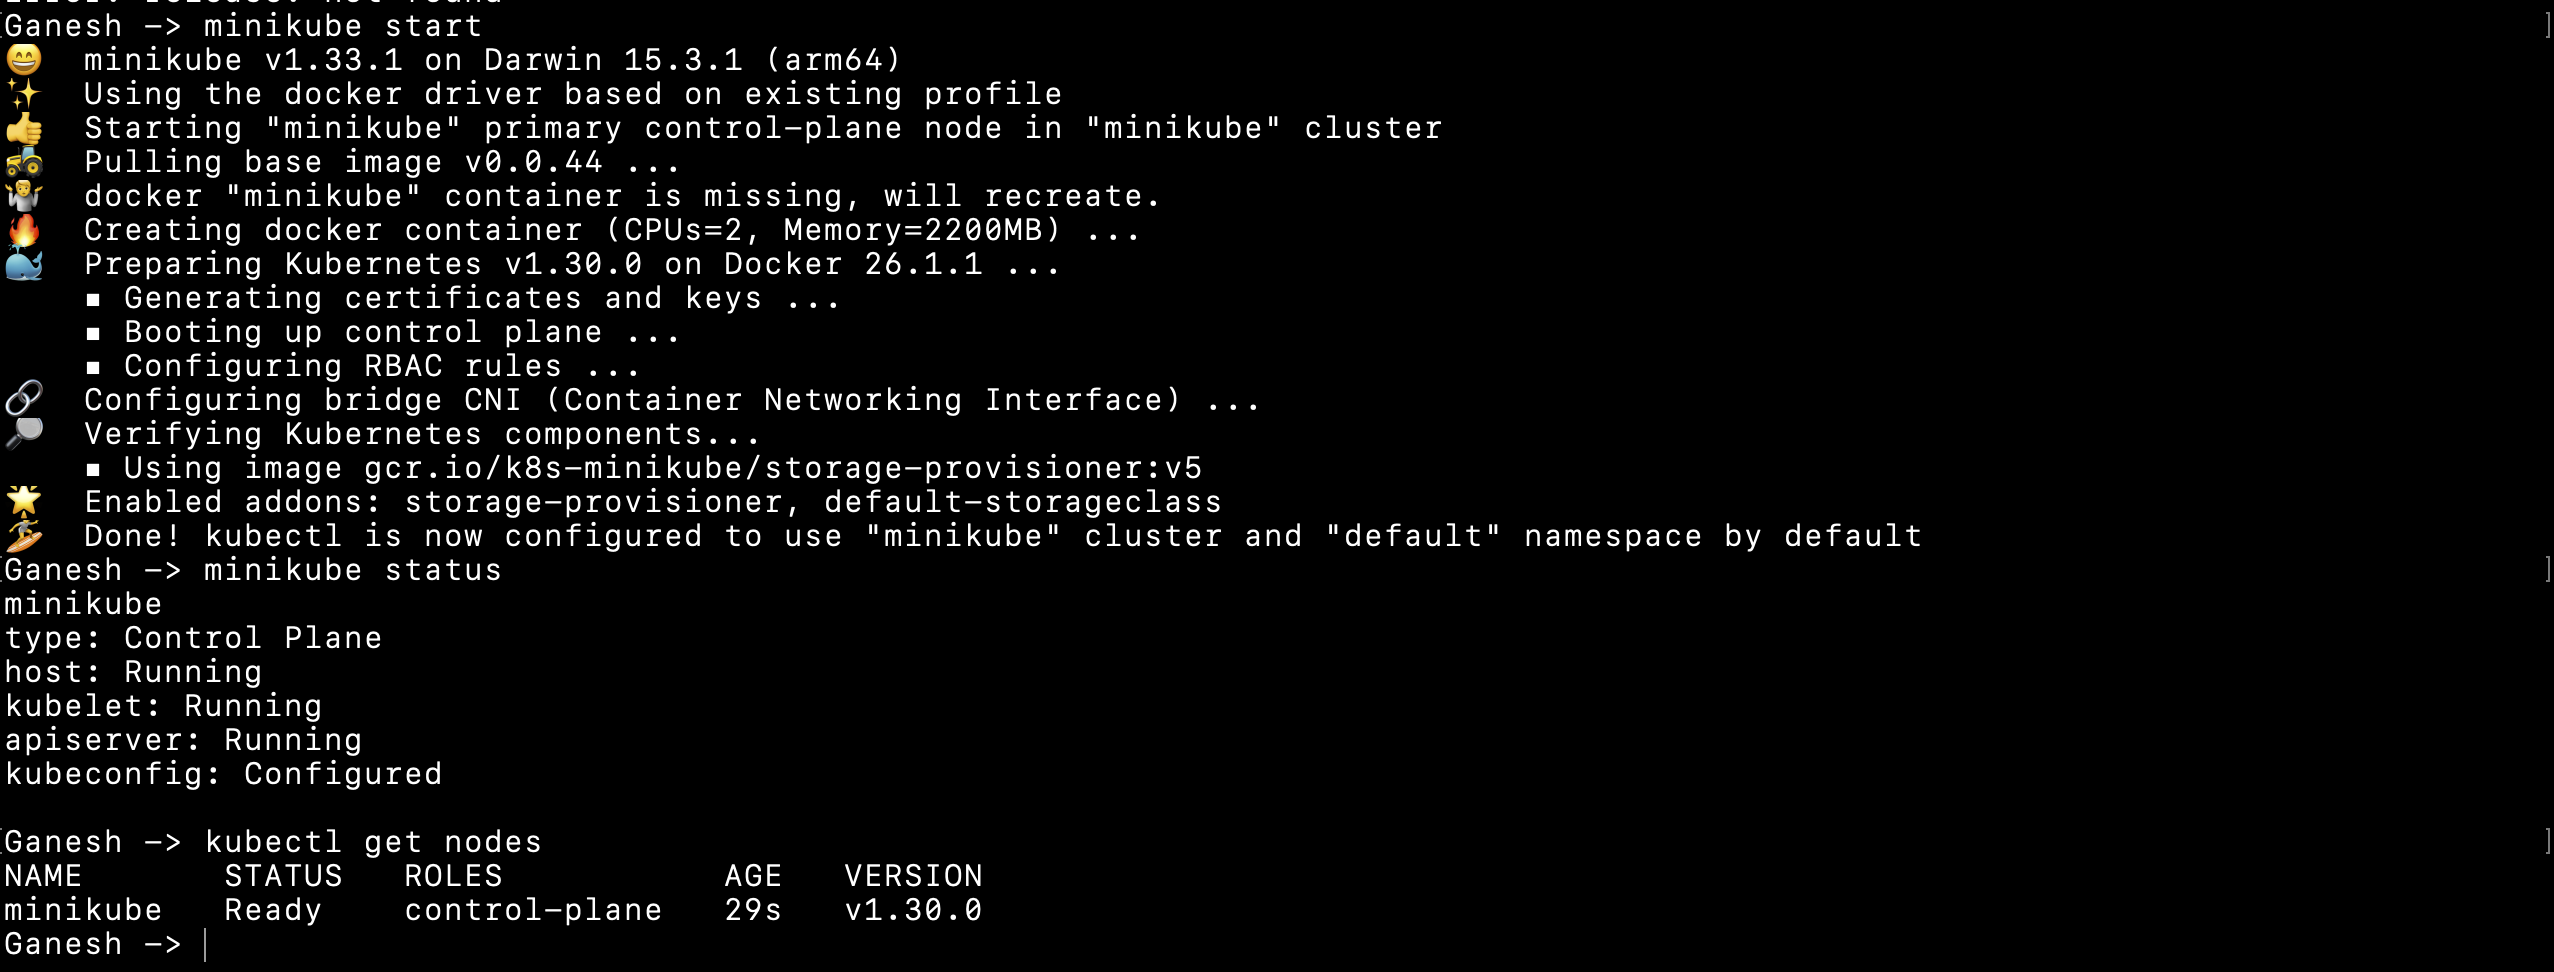 Ganesh -> minikube start
😄  minikube v1.33.1 on Darwin 15.3.1 (arm64)
✨  Using the docker driver based on existing profile
👍  Starting "minikube" primary control-plane node in "minikube" cluster
🚜  Pulling base image v0.0.44 ...
🤷  docker "minikube" container is missing, will recreate.
🔥  Creating docker container (CPUs=2, Memory=2200MB) ...
🐳  Preparing Kubernetes v1.30.0 on Docker 26.1.1 ...
    ▪ Generating certificates and keys ...
    ▪ Booting up control plane ...
    ▪ Configuring RBAC rules ...
🔗  Configuring bridge CNI (Container Networking Interface) ...
🔎  Verifying Kubernetes components...
    ▪ Using image gcr.io/k8s-minikube/storage-provisioner:v5
🌟  Enabled addons: storage-provisioner, default-storageclass
🏄  Done! kubectl is now configured to use "minikube" cluster and "default" namespace by default
Ganesh -> minikube status
minikube
type: Control Plane
host: Running
kubelet: Running
apiserver: Running
kubeconfig: Configured
Ganesh -> kubectl get nodes
NAME       STATUS   ROLES           AGE   VERSION
minikube   Ready    control-plane   29s   v1.30.0
Ganesh ->